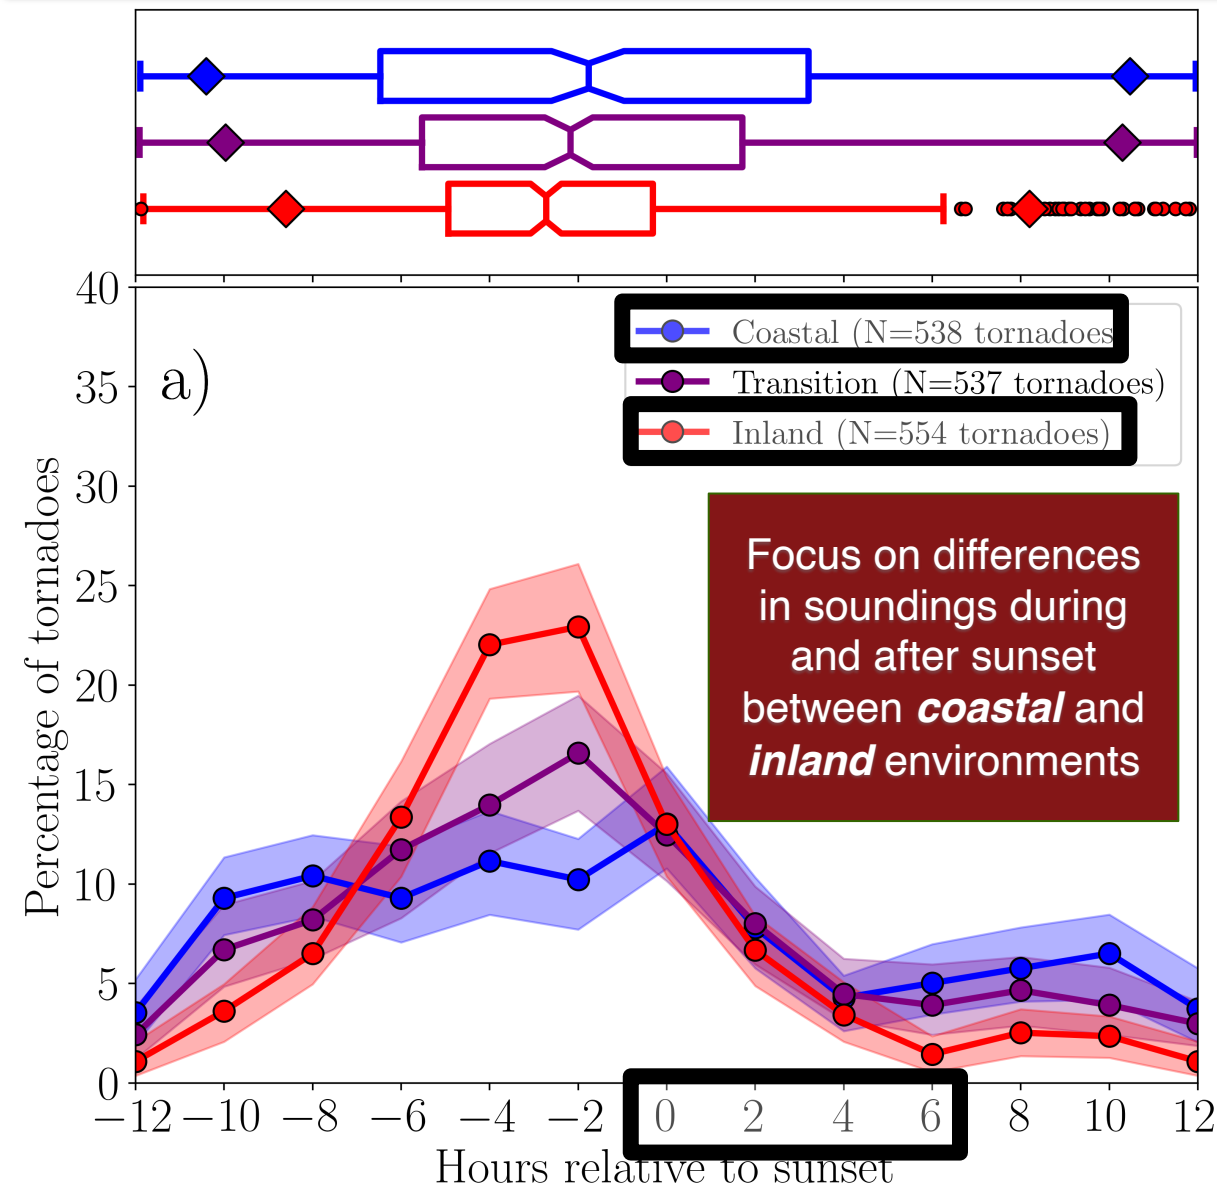 40
35
30
25
20
15
10
5
0
Percentage of tornadoes
a)
Coastal (N=538 tornadoes
Transition (N=537 tornadoes)
Inland (N=554 tornadoes)
Focus on differences
in soundings during
and after sunset
between coastal and
inland environments
−12 −10 −8 −6 −4 −2 0 2 4 6 8 10 12
Hours relative to sunset